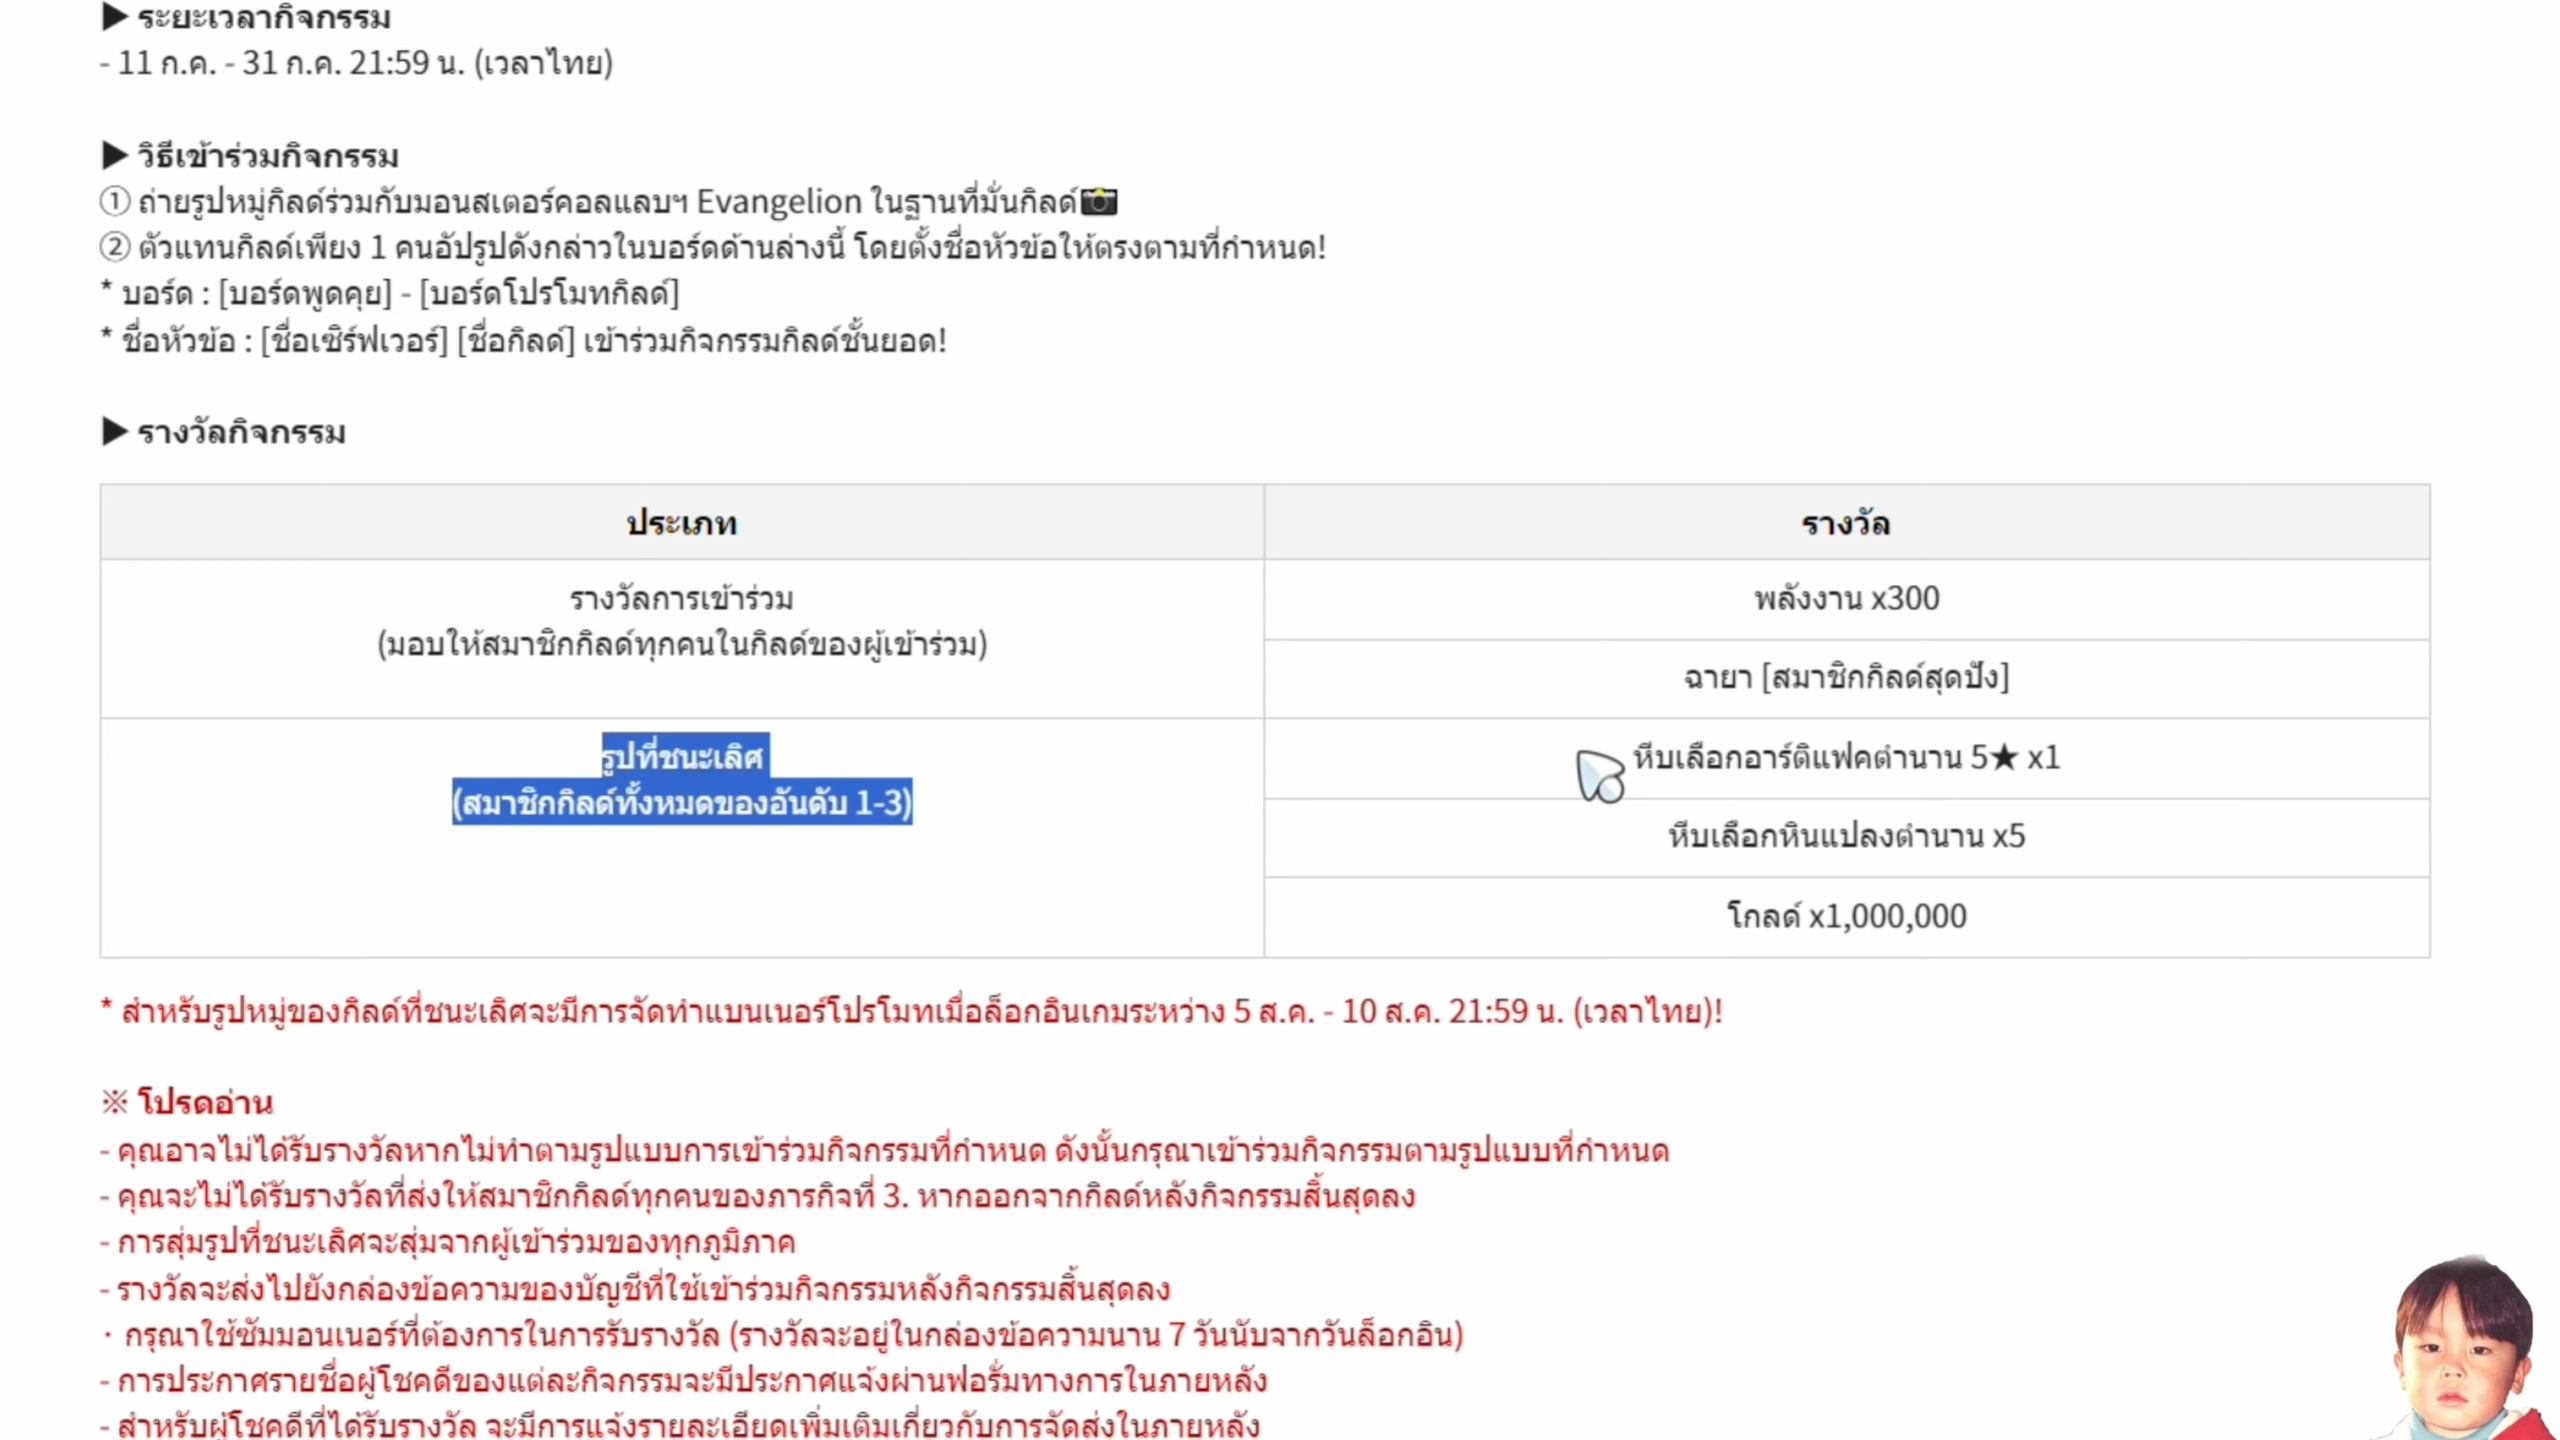 ▶ ระยะเวลากิจกรรม
- 11 ก.ค. - 31 ก.ค. 21:59 น. (เวลาไทย)
▶ วิธีเข้าร่วมกิจกรรม
① ถ่ายรูปหมู่กิลด์ร่วมกับมอนสเตอร์คอลแลบฯ Evangelion ในฐานที่มั่นกิลด์📸
② ตัวแทนกิลด์เพียง 1 คนอัปรูปดังกล่าวในบอร์ดด้านล่างนี้ โดยตั้งชื่อหัวข้อให้ตรงตามที่กำหนด!
* บอร์ด : [บอร์ดพูดคุย] - [บอร์ดโปรโมทกิลด์]
* ชื่อหัวข้อ : [ชื่อเซิร์ฟเวอร์] [ชื่อกิลด์] เข้าร่วมกิจกรรมกิลด์ชั้นยอด!
▶ รางวัลกิจกรรม
ประเภท
รางวัล
รางวัลการเข้าร่วม
(มอบให้สมาชิกกิลด์ทุกคนในกิลด์ของผู้เข้าร่วม)
พลังงาน x300
ฉายา [สมาชิกกิลด์สุดปัง]
รูปที่ชนะเลิศ
(สมาชิกกิลด์ทั้งหมดของอันดับ 1-3)
หีบเลือกอาร์ติแฟคตำนาน 5★ x1
หีบเลือกหินแปลงตำนาน x5
โกลด์ x1,000,000
* สำหรับรูปหมู่ของกิลด์ที่ชนะเลิศจะมีการจัดทำแบนเนอร์โปรโมทเมื่อล็อกอินเกมระหว่าง 5 ส.ค. - 10 ส.ค. 21:59 น. (เวลาไทย)!
※ โปรดอ่าน
- คุณอาจไม่ได้รับรางวัลหากไม่ทำตามรูปแบบการเข้าร่วมกิจกรรมที่กำหนด ดังนั้นกรุณาเข้าร่วมกิจกรรมตามรูปแบบที่กำหนด
- คุณจะไม่ได้รับรางวัลที่ส่งให้สมาชิกกิลด์ทุกคนของภารกิจที่ 3. หากออกจากกิลด์หลังกิจกรรมสิ้นสุดลง
- การสุ่มรูปที่ชนะเลิศจะสุ่มจากผู้เข้าร่วมของทุกภูมิภาค
- รางวัลจะส่งไปยังกล่องข้อความของบัญชีที่ใช้เข้าร่วมกิจกรรมหลังกิจกรรมสิ้นสุดลง
· กรุณาใช้ซัมมอนเนอร์ที่ต้องการในการรับรางวัล (รางวัลจะอยู่ในกล่องข้อความนาน 7 วันนับจากวันล็อกอิน)
- การประกาศรายชื่อผู้โชคดีของแต่ละกิจกรรมจะมีประกาศแจ้งผ่านฟอรั่มทางการในภายหลัง
- สำหรับผู้โชคดีที่ได้รับรางวัล จะมีการแจ้งรายละเอียดเพิ่มเติมเกี่ยวกับการจัดส่งในภายหลัง